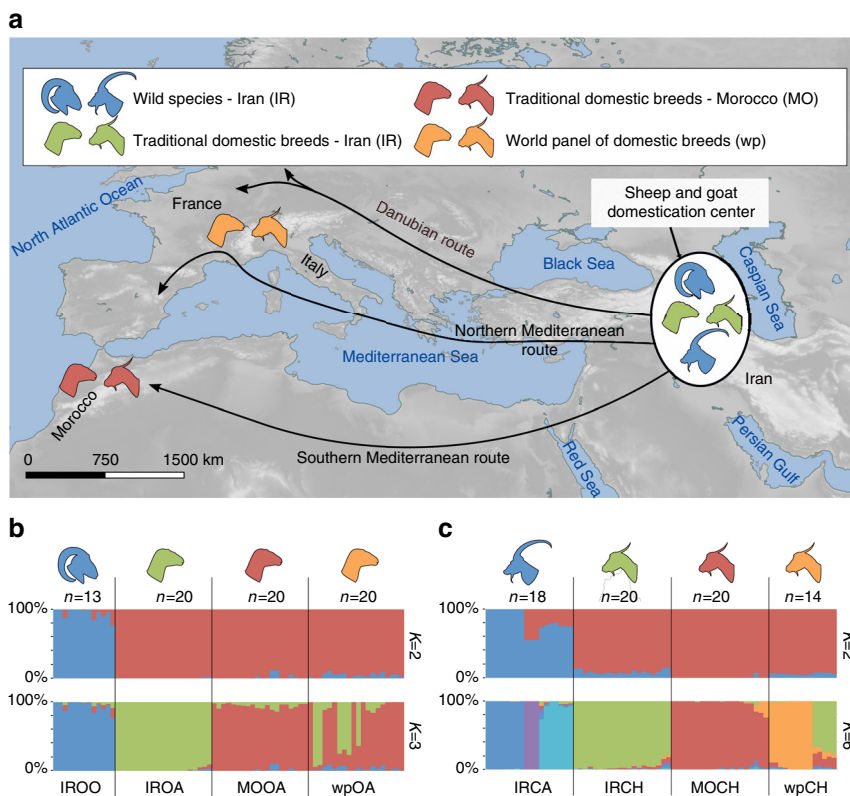 a
Wild species - Iran (IR)
Traditional domestic breeds - Morocco (MO)
Traditional domestic breeds - Iran (IR)
World panel of domestic breeds (wp)
North Atlantic Ocean
France
Danubian route
Sheep and goat
domestication center
Italy
Black Sea
Caspian Sea
Northern Mediterranean
route
Mediterranean Sea
Iran
Morocco
Persian Gulf
0 750 1500 km
Southern Mediterranean route
Red Sea
b
n=13 n=20 n=20 n=20
100%
0%
K=2
100%
0%
K=3
IROO IROA MOOA wpOA
c
n=18 n=20 n=20 n=14
100%
0%
K=2
100%
0%
K=6
IRCA IRCH MOCH wpCH